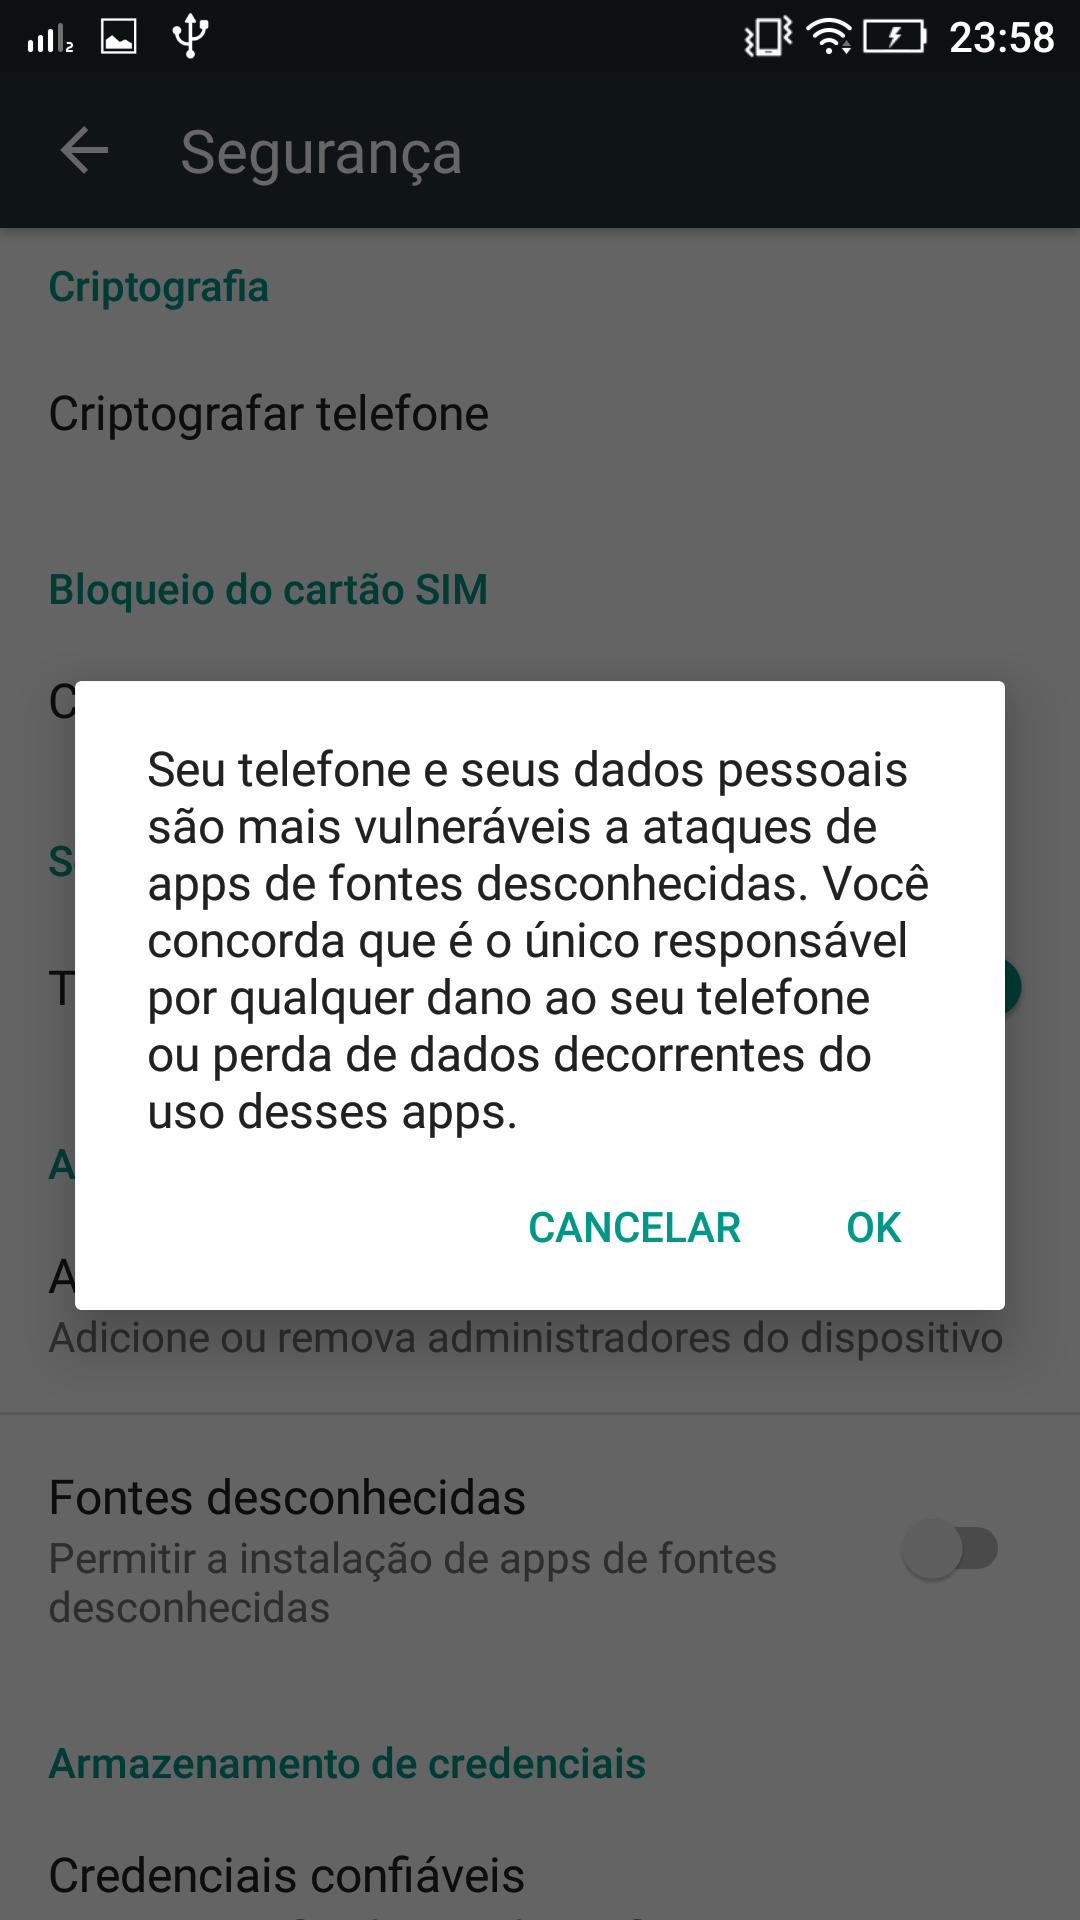 2
23:58
Segurança
Criptografia
Criptografar telefone
Bloqueio do cartão SIM
C
Seu telefone e seus dados pessoais
são mais vulneráveis a ataques de
apps de fontes desconhecidas. Você
concorda que é o único responsável
por qualquer dano ao seu telefone
ou perda de dados decorrentes do
uso desses apps.
S
T
A
CANCELAR OK
A
Adicione ou remova administradores do dispositivo
Fontes desconhecidas
Permitir a instalação de apps de fontes
desconhecidas
Armazenamento de credenciais
Credenciais confiáveis